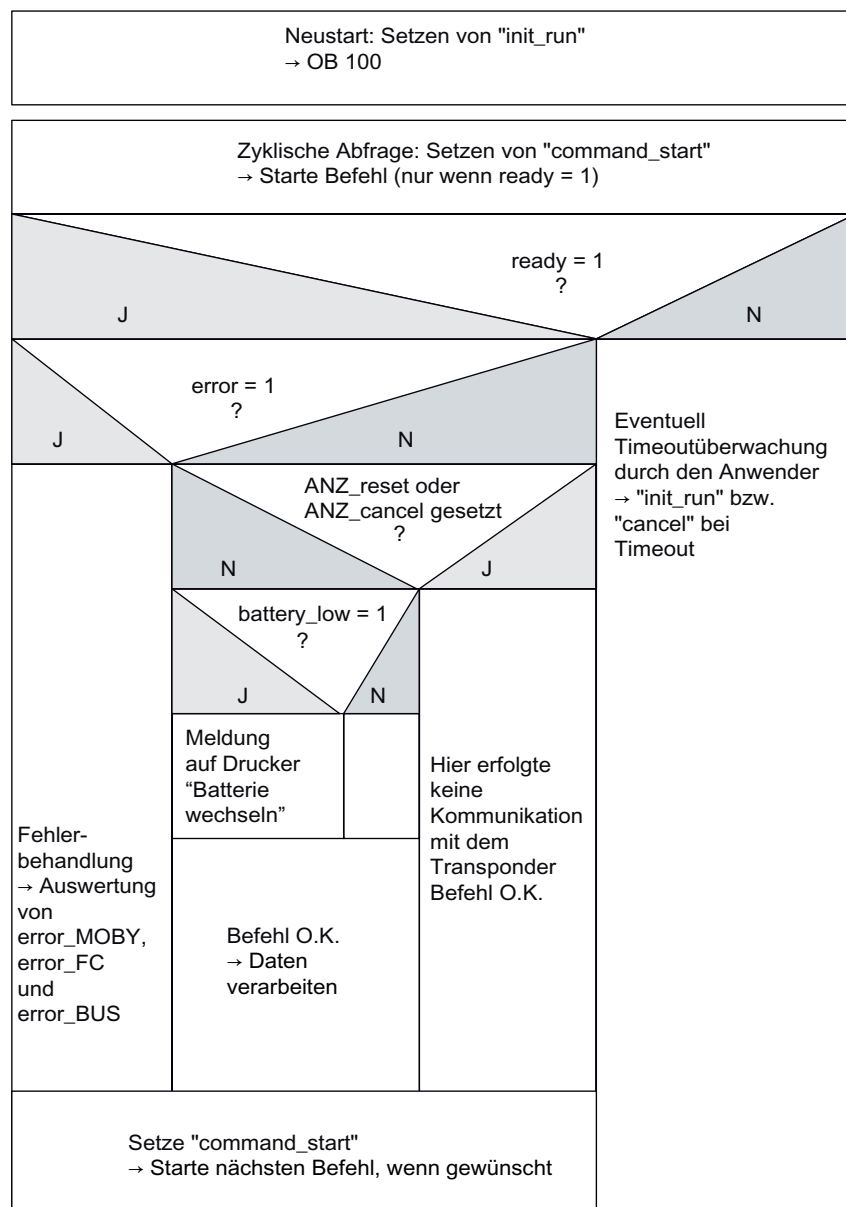 Neustart: Setzen von "init_run"
→ OB 100
Zyklische Abfrage: Setzen von "command_start"
→ Starte Befehl (nur wenn ready = 1)
ready = 1
?
J
N
error = 1
?
J
N
Eventuell
Timeoutüberwachung
durch den Anwender
→ "init_run" bzw.
"cancel" bei
Timeout
ANZ_reset oder
ANZ_cancel gesetzt
?
N
J
battery_low = 1
?
J
N
Meldung
auf Drucker
“Batterie
wechseln”
Hier erfolgte
keine
Kommunikation
mit dem
Transponder
Befehl O.K.
Fehler-
behandlung
→ Auswertung
von
error_MOBY,
error_FC
und
error_BUS
Befehl O.K.
→ Daten
verarbeiten
Setze "command_start"
→ Starte nächsten Befehl, wenn gewünscht